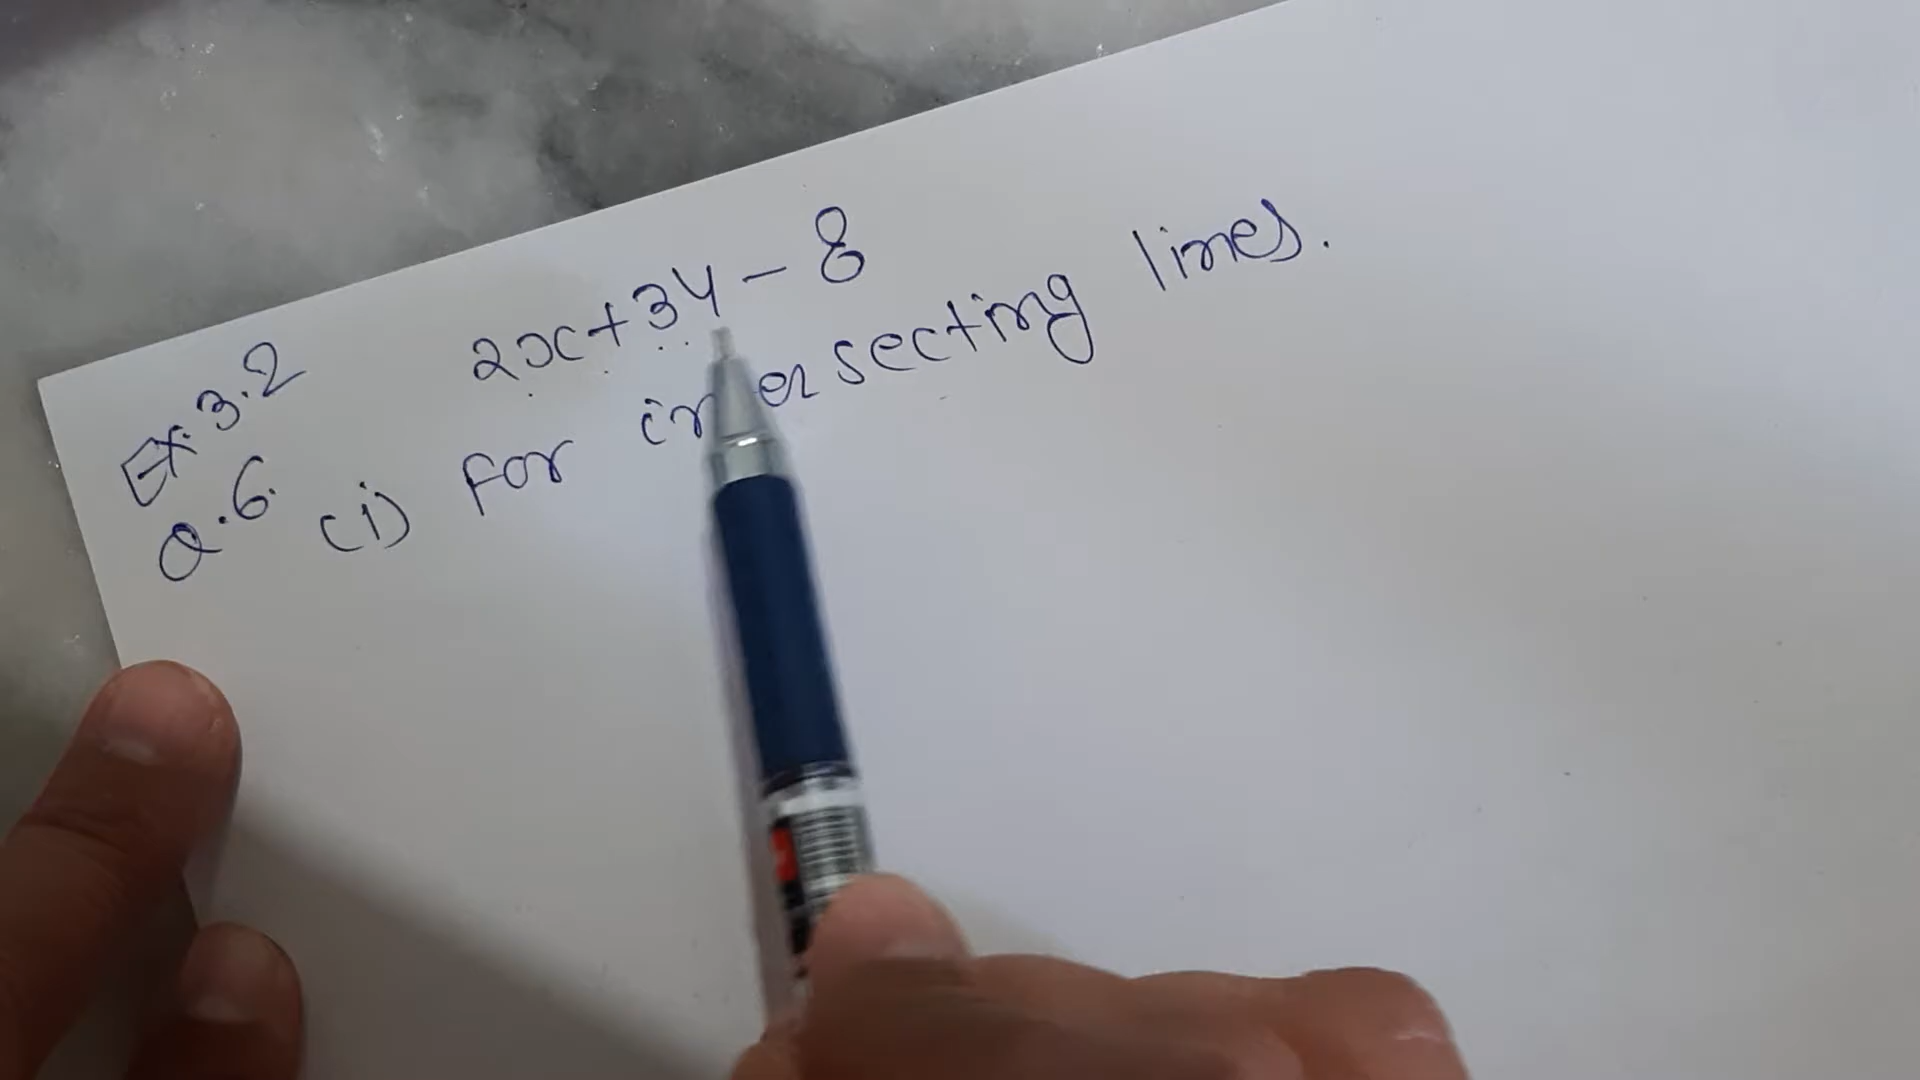 Ex. 3.2
2x+3y-8
Q.6. (i) For intersecting lines.